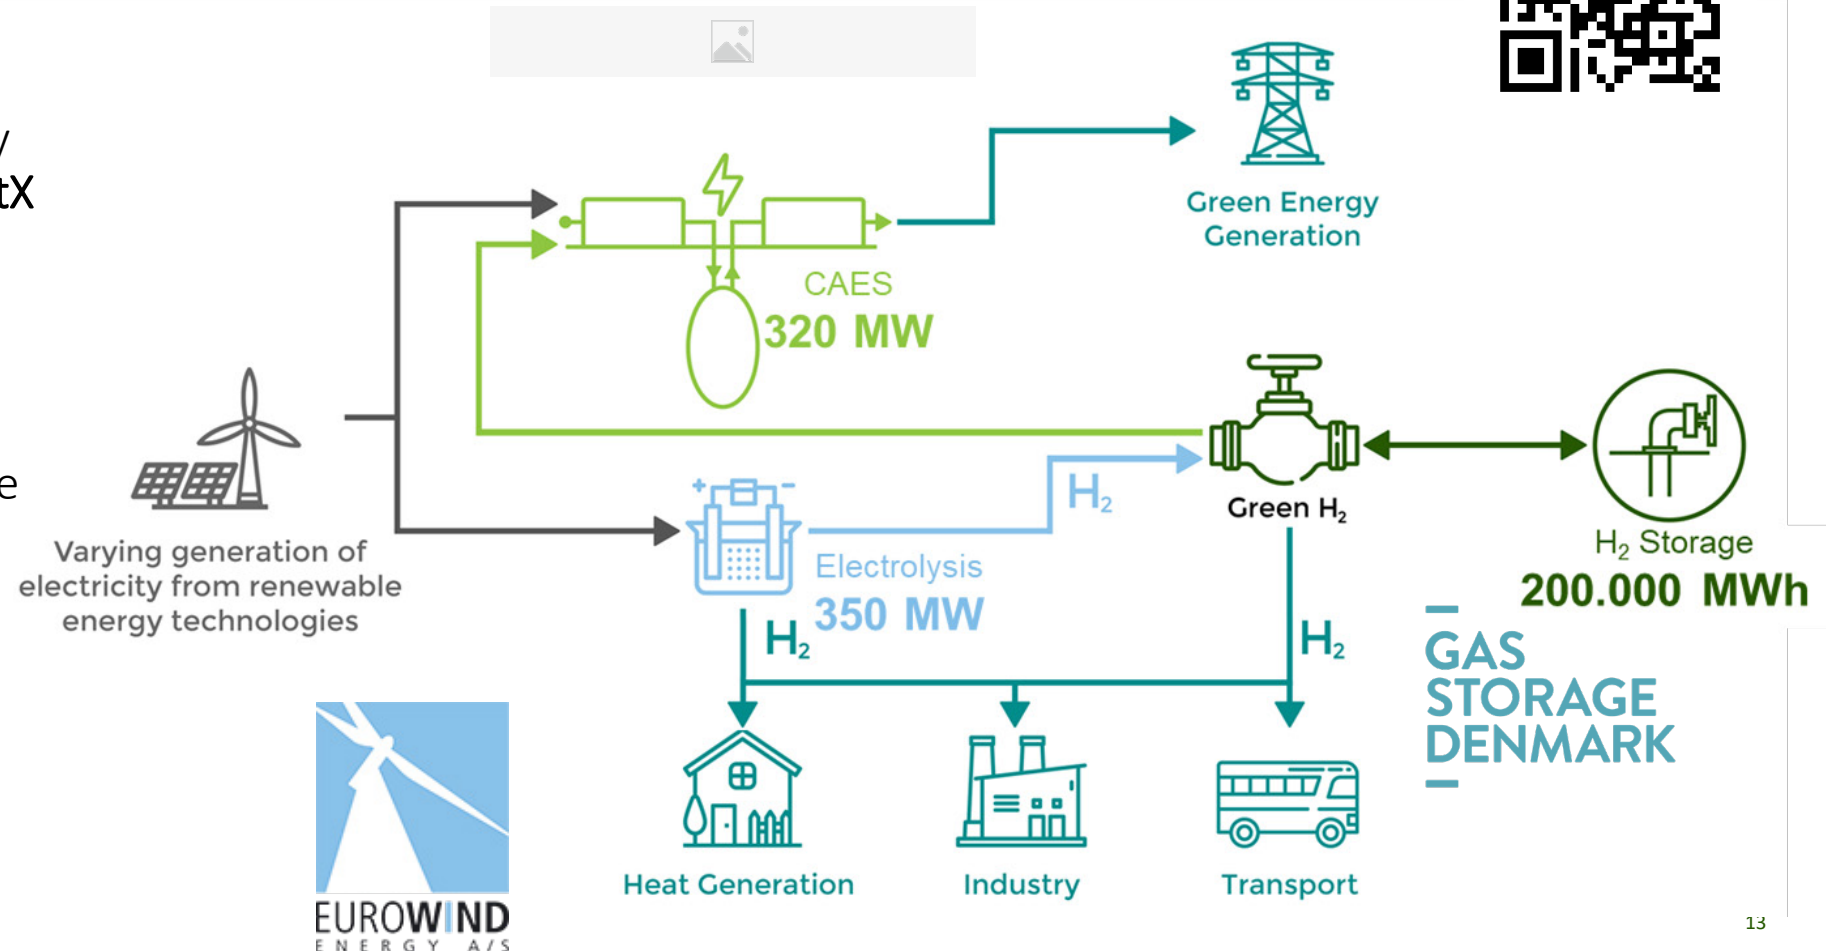 tX
e
Green Energy
Generation
CAES
320 MW
H₂
Green H₂
Varying generation of
electricity from renewable
energy technologies
+ −
Electrolysis
350 MW
H₂
H₂
H₂ Storage
200.000 MWh
GAS
STORAGE
DENMARK
Heat Generation
Industry
Transport
EUROWIND
ENERGY A/S
13